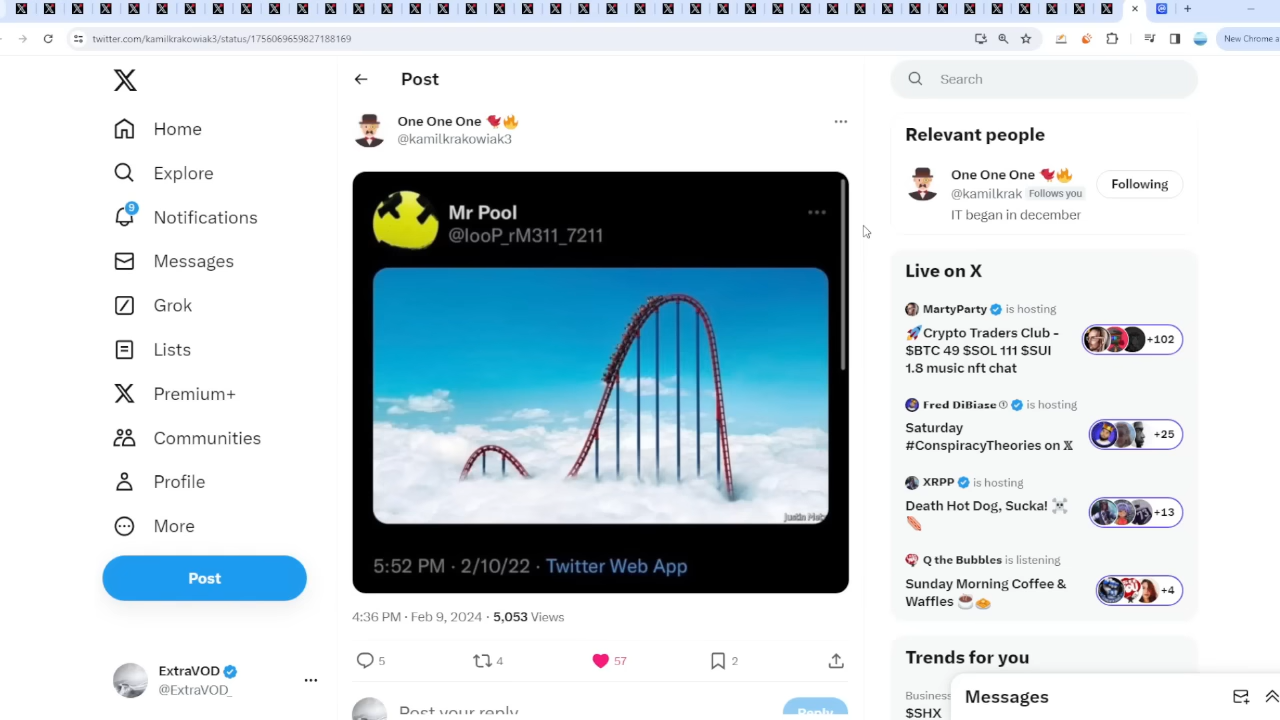 twitter.com/kamilkrakowiak3/status/1756069659827188169
New Chrome a
X
Home
Explore
9
Notifications
Messages
Grok
Lists
Premium+
Communities
Profile
More
Post
ExtraVOD
@ExtraVOD_
Post
One One One
@kamilkrakowiak3
Mr Pool
@looP_rM311_7211
5:52 PM · 2/10/22 · Twitter Web App
4:36 PM · Feb 9, 2024 · 5,053 Views
5
4
57
2
Post your reply
Reply
Search
Relevant people
One One One
@kamilkrak Follows you
Following
IT began in december
Live on X
MartyParty is hosting
🚀Crypto Traders Club -
$BTC 49 $SOL 111 $SUI
1.8 music nft chat
+102
Fred DiBiase is hosting
Saturday
#ConspiracyTheories on X
+25
XRPP is hosting
Death Hot Dog, Sucka! ☠️
+13
Q the Bubbles is listening
Sunday Morning Coffee &
Waffles ☕🧇
+4
Trends for you
Business
$SHX
Messages